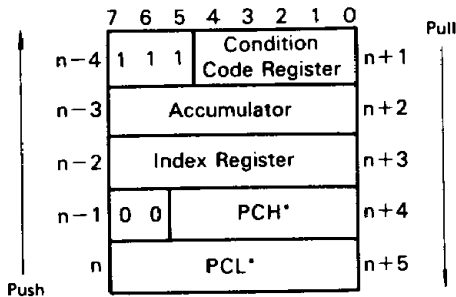 7 6 5 4 3 2 1 0
Pull
n-4 1 1 1 Condition Code Register n+1
n-3 Accumulator n+2
n-2 Index Register n+3
n-1 0 0 PCH* n+4
n PCL* n+5
Push